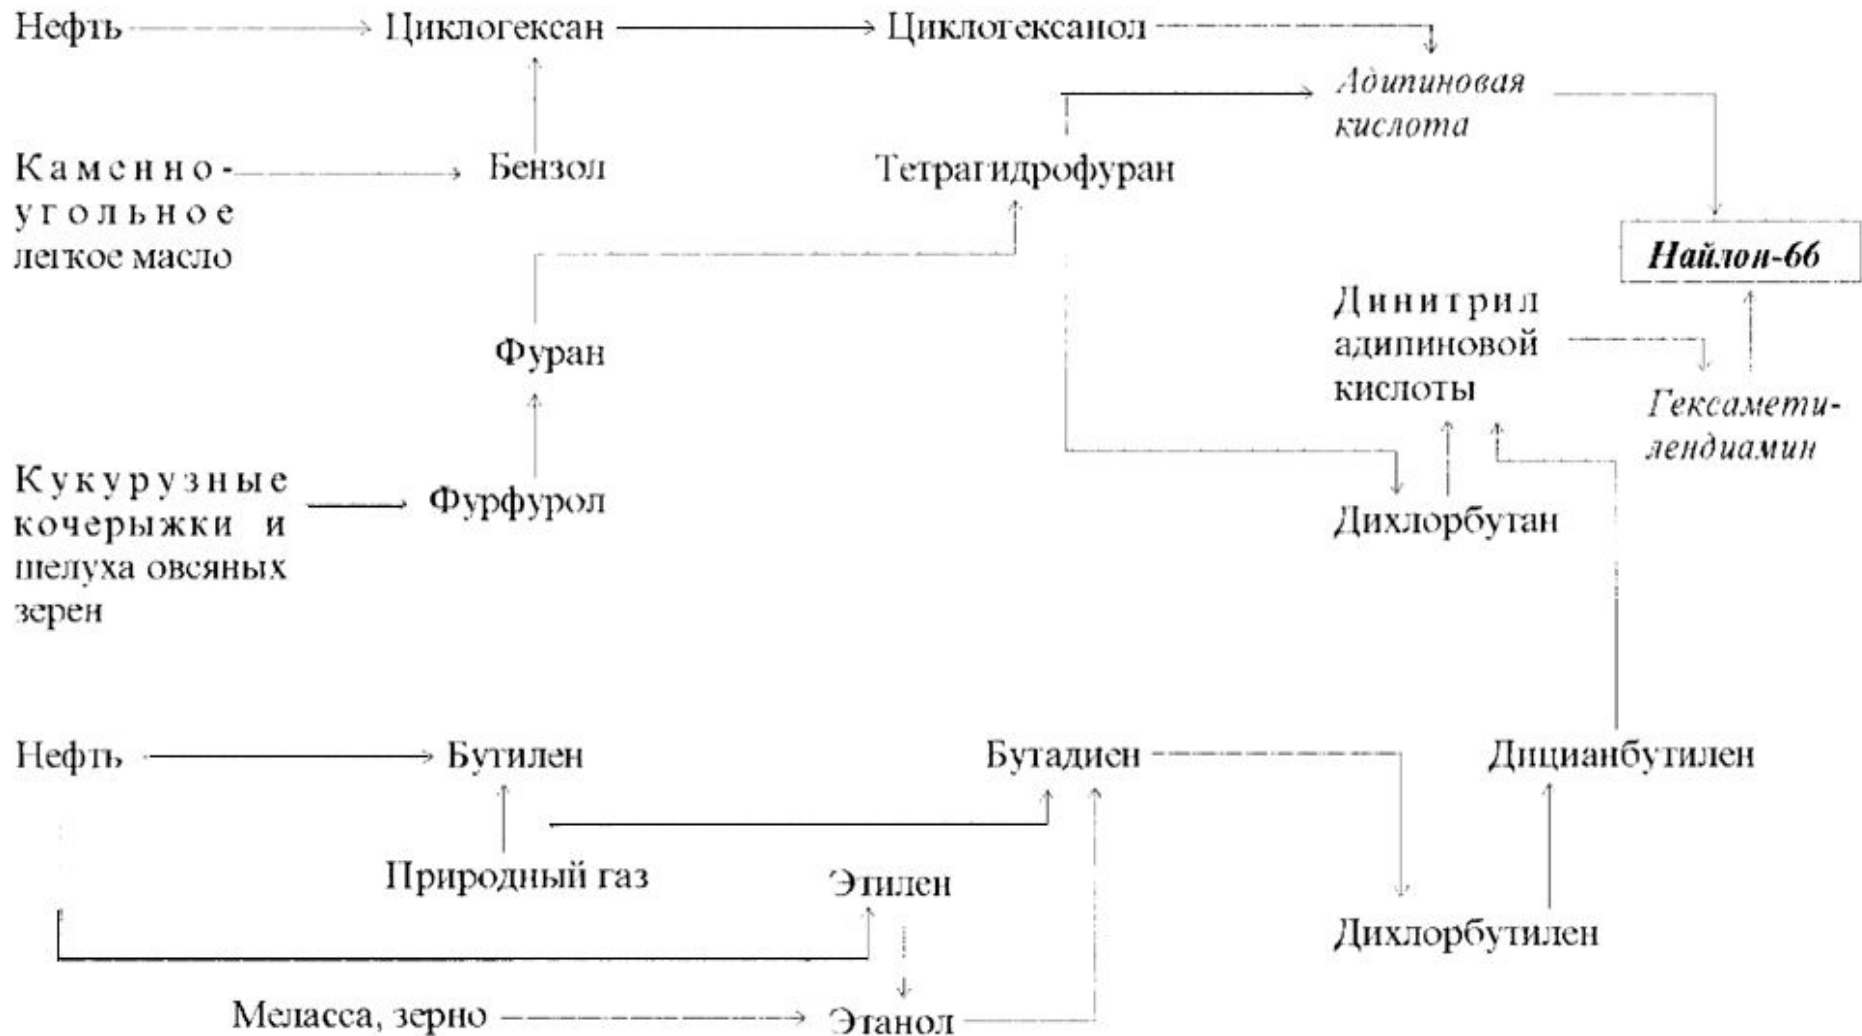 Нефть
Циклогексан
Циклогексанол
Адипиновая
кислота
Каменно-
угольное
легкое масло
Бензол
Тетрагидрофуран
Найлон-66
Динитрил
адипиновой
кислоты
Фуран
Гексамети-
лендиамин
Кукурузные
кочерыжки и
шелуха овсяных
зерен
Фурфурол
Дихлорбутан
Нефть
Бутилен
Бутадиен
Дицианбутилен
Природный газ
Этилен
Дихлорбутилен
Меласса, зерно
Этанол